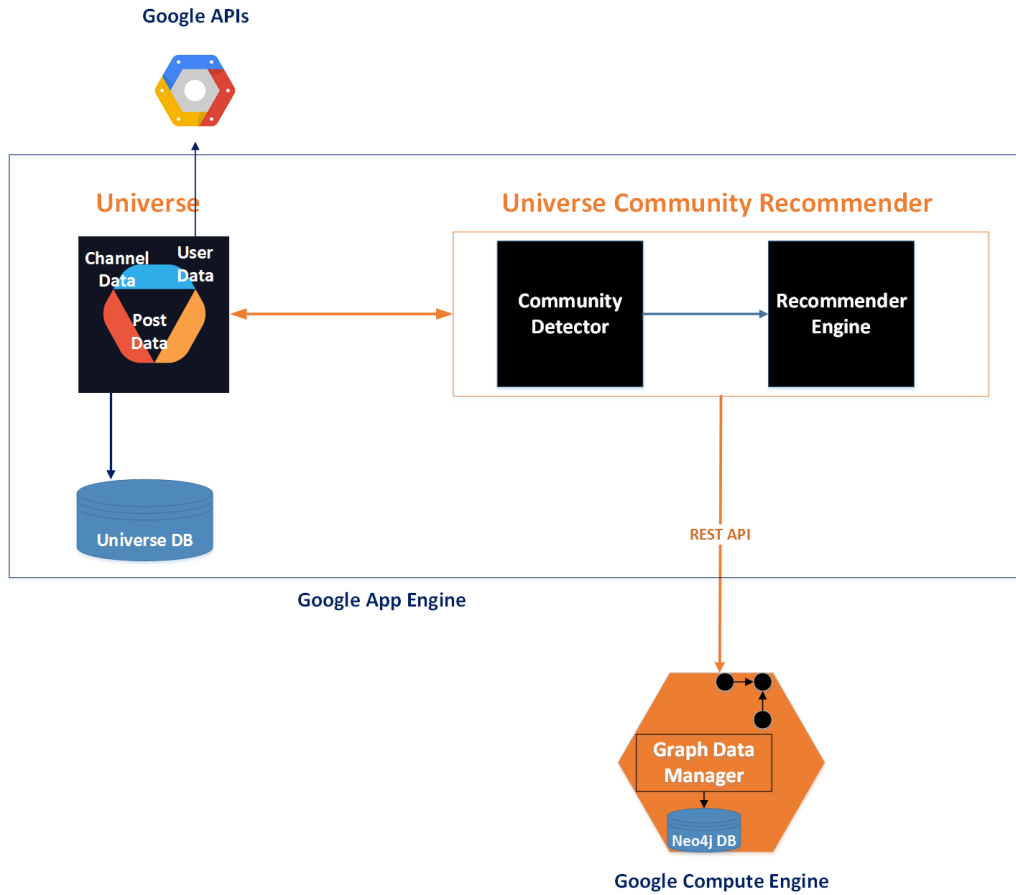 Google APIs
Universe
Universe Community Recommender
Channel
Data
User
Data
Post
Data
Community
Detector
Recommender
Engine
Universe DB
REST API
Google App Engine
Graph Data
Manager
Neo4j DB
Google Compute Engine